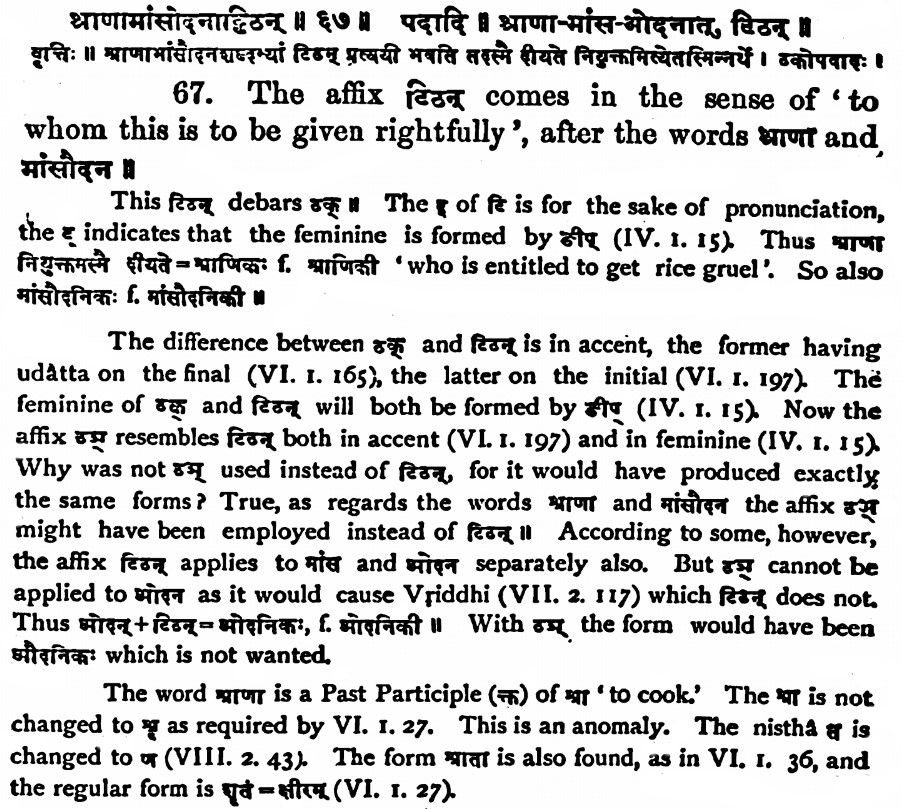 श्राणामांसोदनाट्टिठन् ॥ ६७ ॥ पदादि ॥ श्राणा-मांस-ओदनात्, टिठन् ॥
वृत्तिः ॥ श्राणामांसौदनशब्दाभ्यां टिठन् प्रत्ययो भवति तदस्मै दीयते नियुक्तमित्येतस्मिन्नर्थे । ठकोपवादः ।
67. The affix टिठन् comes in the sense of ‘to
whom this is to be given rightfully’, after the words श्राणा and
मांसौदन ॥
This टिठन् debars ठक् ॥ The इ of टि is for the sake of pronunciation,
the ट् indicates that the feminine is formed by ङीप् (IV. 1. 15). Thus श्राणा
नियुक्तमस्मै दीयते=श्राणिकः f. श्राणिकी ‘who is entitled to get rice gruel’. So also
मांसौदनिकः f. मांसौदनिकी ॥
The difference between ठक् and टिठन् is in accent, the former having
udâtta on the final (VI. 1. 165), the latter on the initial (VI. 1. 197). The
feminine of ठक् and टिठन् will both be formed by ङीप् (IV. 1. 15). Now the
affix ठञ् resembles टिठन् both in accent (VI. 1. 197) and in feminine (IV. 1. 15).
Why was not ठञ् used instead of टिठन्, for it would have produced exactly
the same forms? True, as regards the words श्राणा and मांसौदन the affix ठञ्
might have been employed instead of टिठन् ॥ According to some, however,
the affix टिठन् applies to मांस and ओदन separately also. But ठञ् cannot be
applied to ओदन as it would cause Vṛiddhi (VII. 2. 117) which टिठन् does not.
Thus ओदन्+टिठन्=ओदनिकः, f. ओदनिकी ॥ With ठञ् the form would have been
औदनिकः which is not wanted.
The word श्राणा is a Past Participle (क्त) of श्रा ‘to cook.’ The श्रा is not
changed to शृ as required by VI. 1. 27. This is an anomaly. The nisthâ is
changed to न (VIII. 2. 43). The form श्राता is also found, as in VI. 1. 36, and
the regular form is शृतं=क्षीरम् (VI. 1. 27).